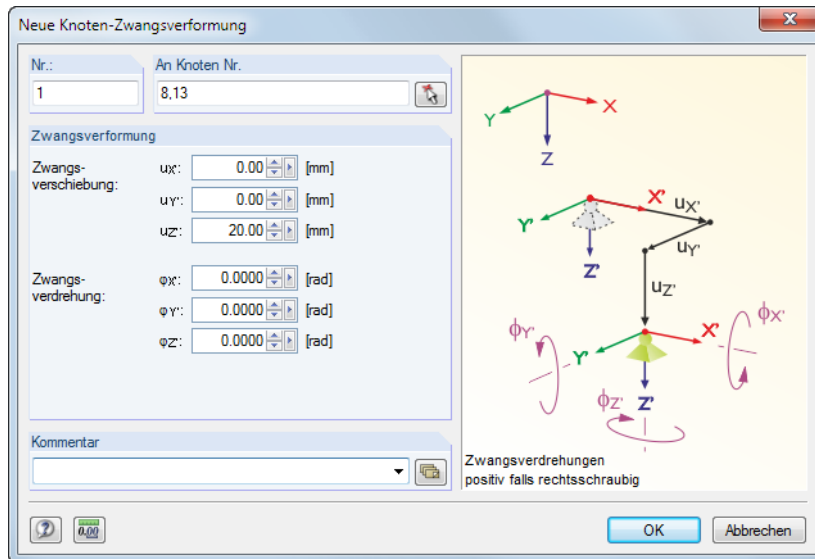 Neue Knoten-Zwangsverformung
Nr.:
An Knoten Nr.
1
8,13
Zwangsverformung
Zwangs-
verschiebung:
uX': 0.00 [mm]
uY': 0.00 [mm]
uZ': 20.00 [mm]
Zwangs-
verdrehung:
φX': 0.0000 [rad]
φY': 0.0000 [rad]
φZ': 0.0000 [rad]
Kommentar
X
Y
Z
X'
Y'
Z'
uX'
uY'
uZ'
ϕY'
ϕX'
X'
Y'
Z'
ϕZ'
Zwangsverdrehungen
positiv falls rechtsschraubig
0.00
OK
Abbrechen